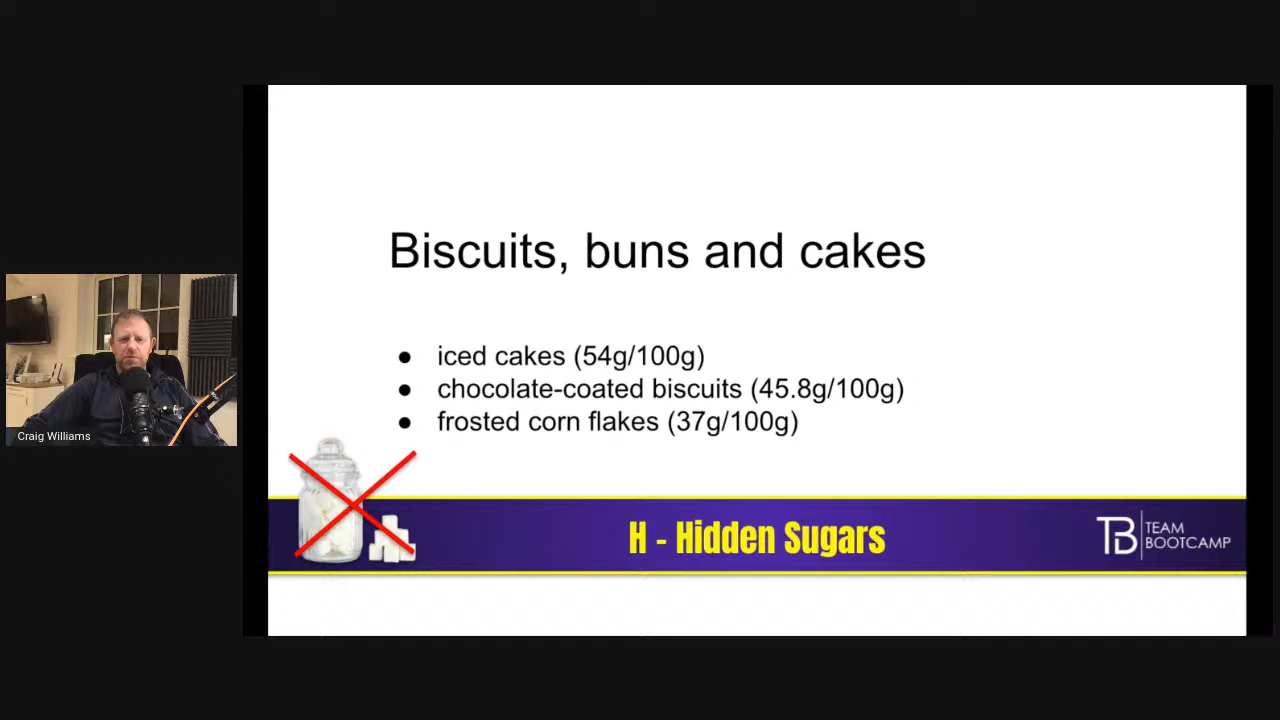 Biscuits, buns and cakes
● iced cakes (54g/100g)
● chocolate-coated biscuits (45.8g/100g)
● frosted corn flakes (37g/100g)
Craig Williams
H - Hidden Sugars
TB TEAM
BOOTCAMP